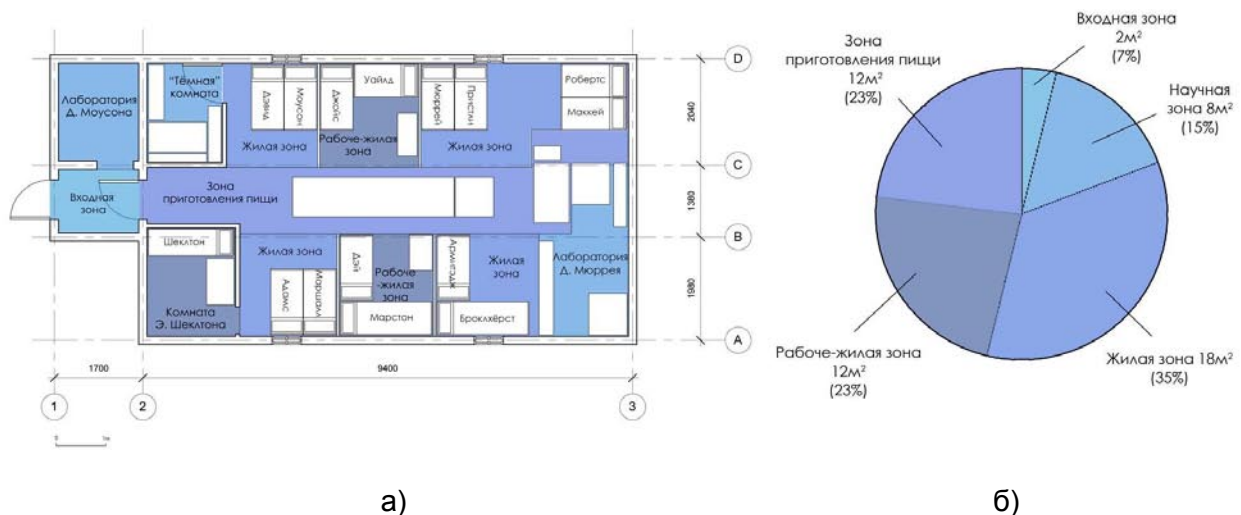 Лаборатория
Д. Моусона
"Тёмная"
комната
Дэвид
Моусон
Джойс
Уайлд
Мюррей
Пристли
Робертс
Маккей
Жилая зона
Рабоче-жилая
зона
Жилая зона
D
2040
C
1380
B
1980
A
Входная
зона
Зона
приготовления пищи
Шеклтон
Комната
Э. Шеклтона
Жилая зона
Адамс
Маршалл
Дэй
Рабоче
-жилая
зона
Марстон
Армитэдж
Жилая
зона
Броклхёрст
Лаборатория
Д. Мюррея
1700
9400
1
2
3
0
1м
а)
Входная зона
2м²
(7%)
Научная
зона 8м²
(15%)
Жилая зона 18м²
(35%)
Рабоче-жилая зона
12м²
(23%)
Зона
приготовления пищи
12м²
(23%)
б)